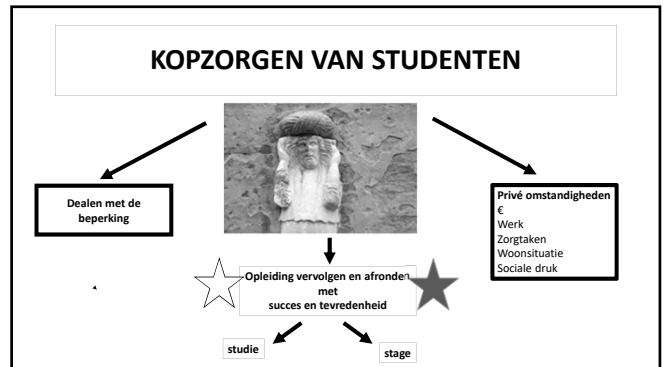 KOPZORGEN VAN STUDENTEN
Dealen met de
beperking
Privé omstandigheden
€
Werk
Zorgtaken
Woonsituatie
Sociale druk
Opleiding vervolgen en afronden
met
succes en tevredenheid
studie
stage